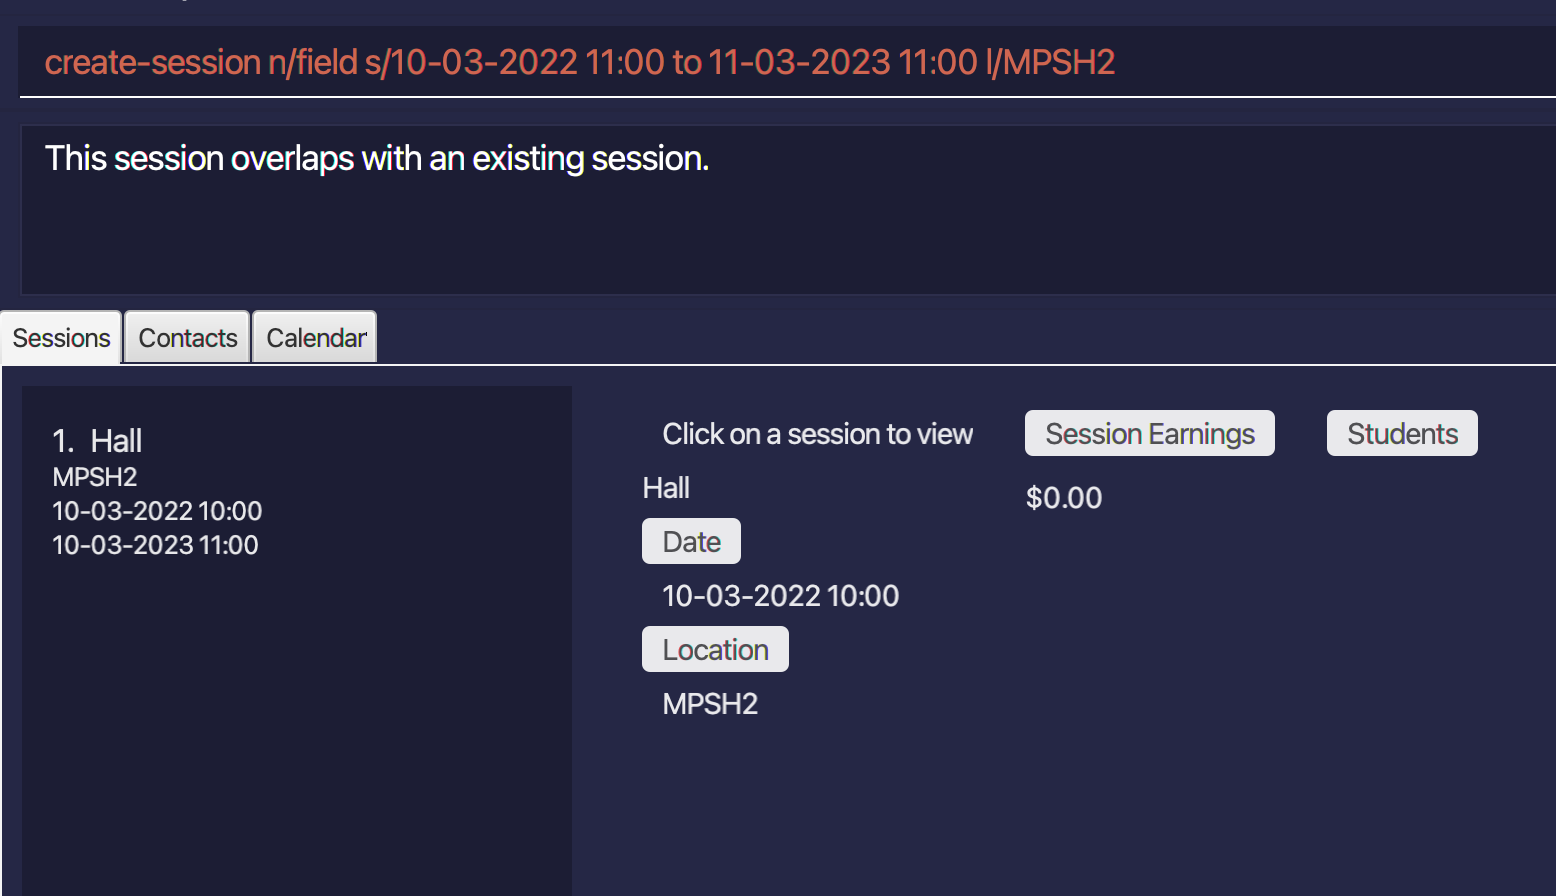 create-session n/field s/10-03-2022 11:00 to 11-03-2023 11:00 l/MPSH2
This session overlaps with an existing session.
Sessions
Contacts
Calendar
1. Hall
MPSH2
10-03-2022 10:00
10-03-2023 11:00
Click on a session to view
Hall
Date
10-03-2022 10:00
Location
MPSH2
Session Earnings
$0.00
Students